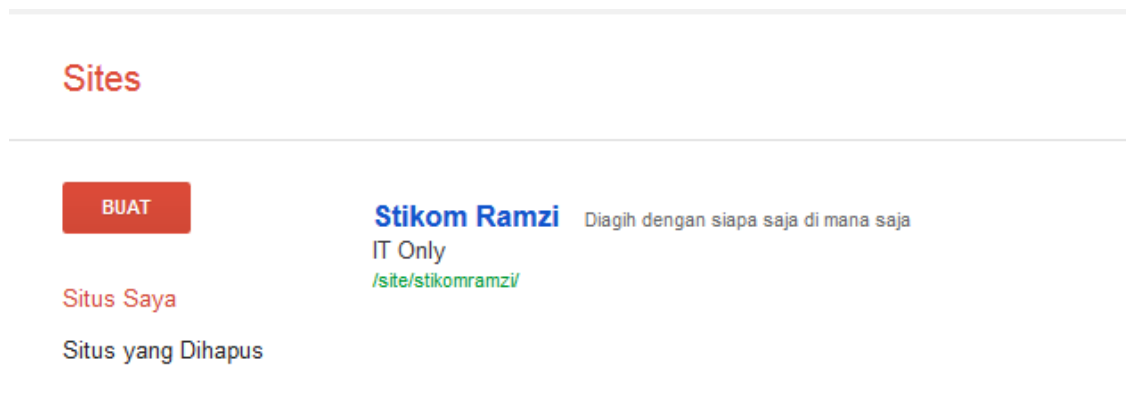 Sites
BUAT
Stikom Ramzi Diagih dengan siapa saja di mana saja
IT Only
/site/stikomramzi/
Situs Saya
Situs yang Dihapus